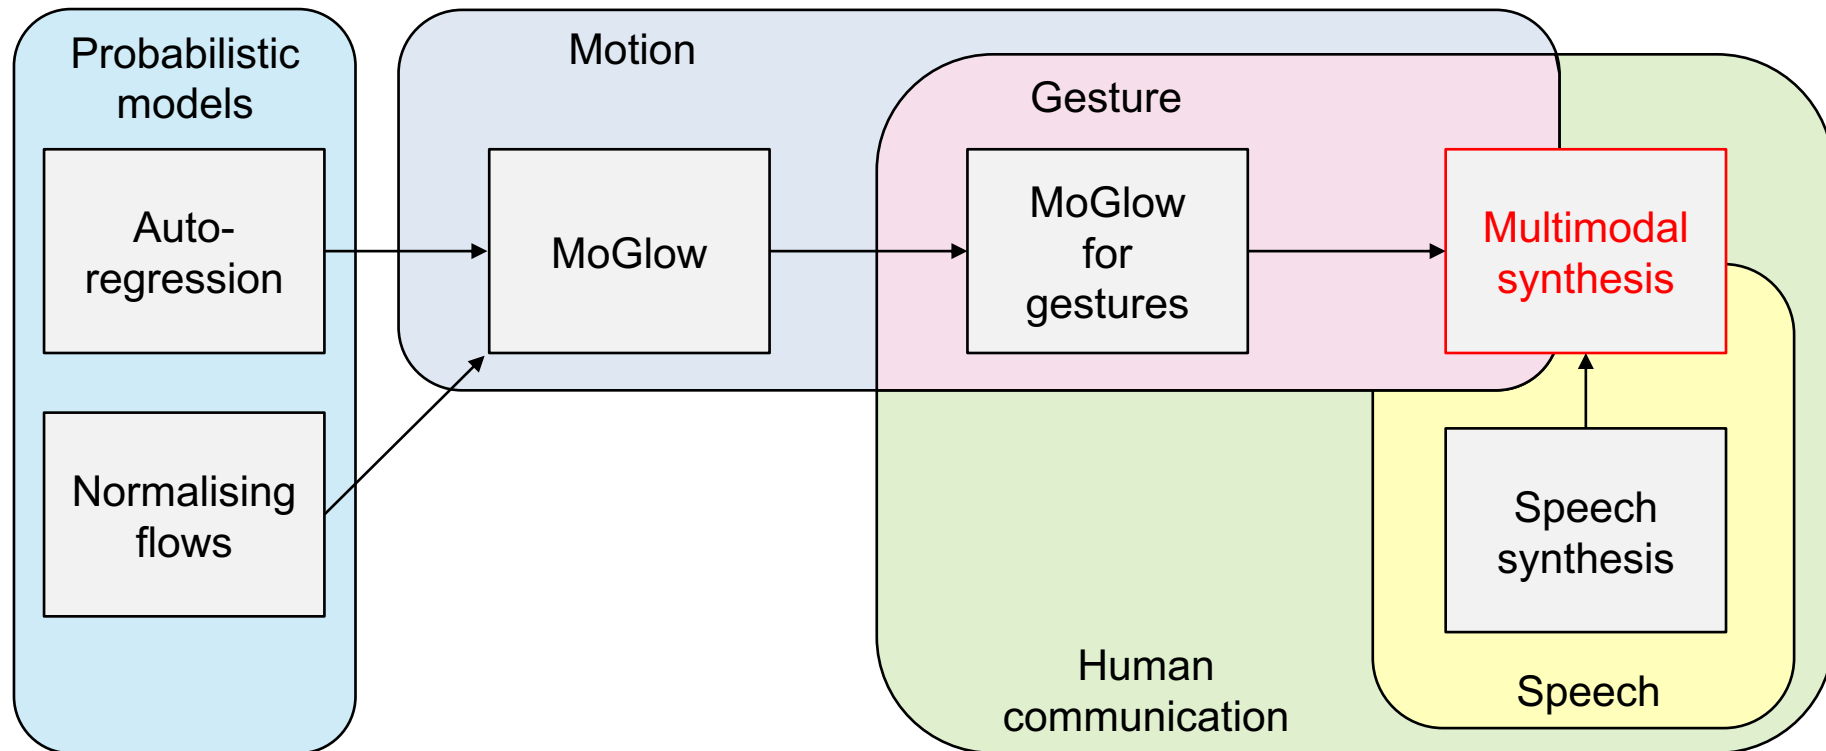 Probabilistic
models
Auto-
regression
Normalising
flows
Motion
MoGlow
Gesture
MoGlow
for
gestures
Multimodal
synthesis
Speech
synthesis
Speech
Human
communication